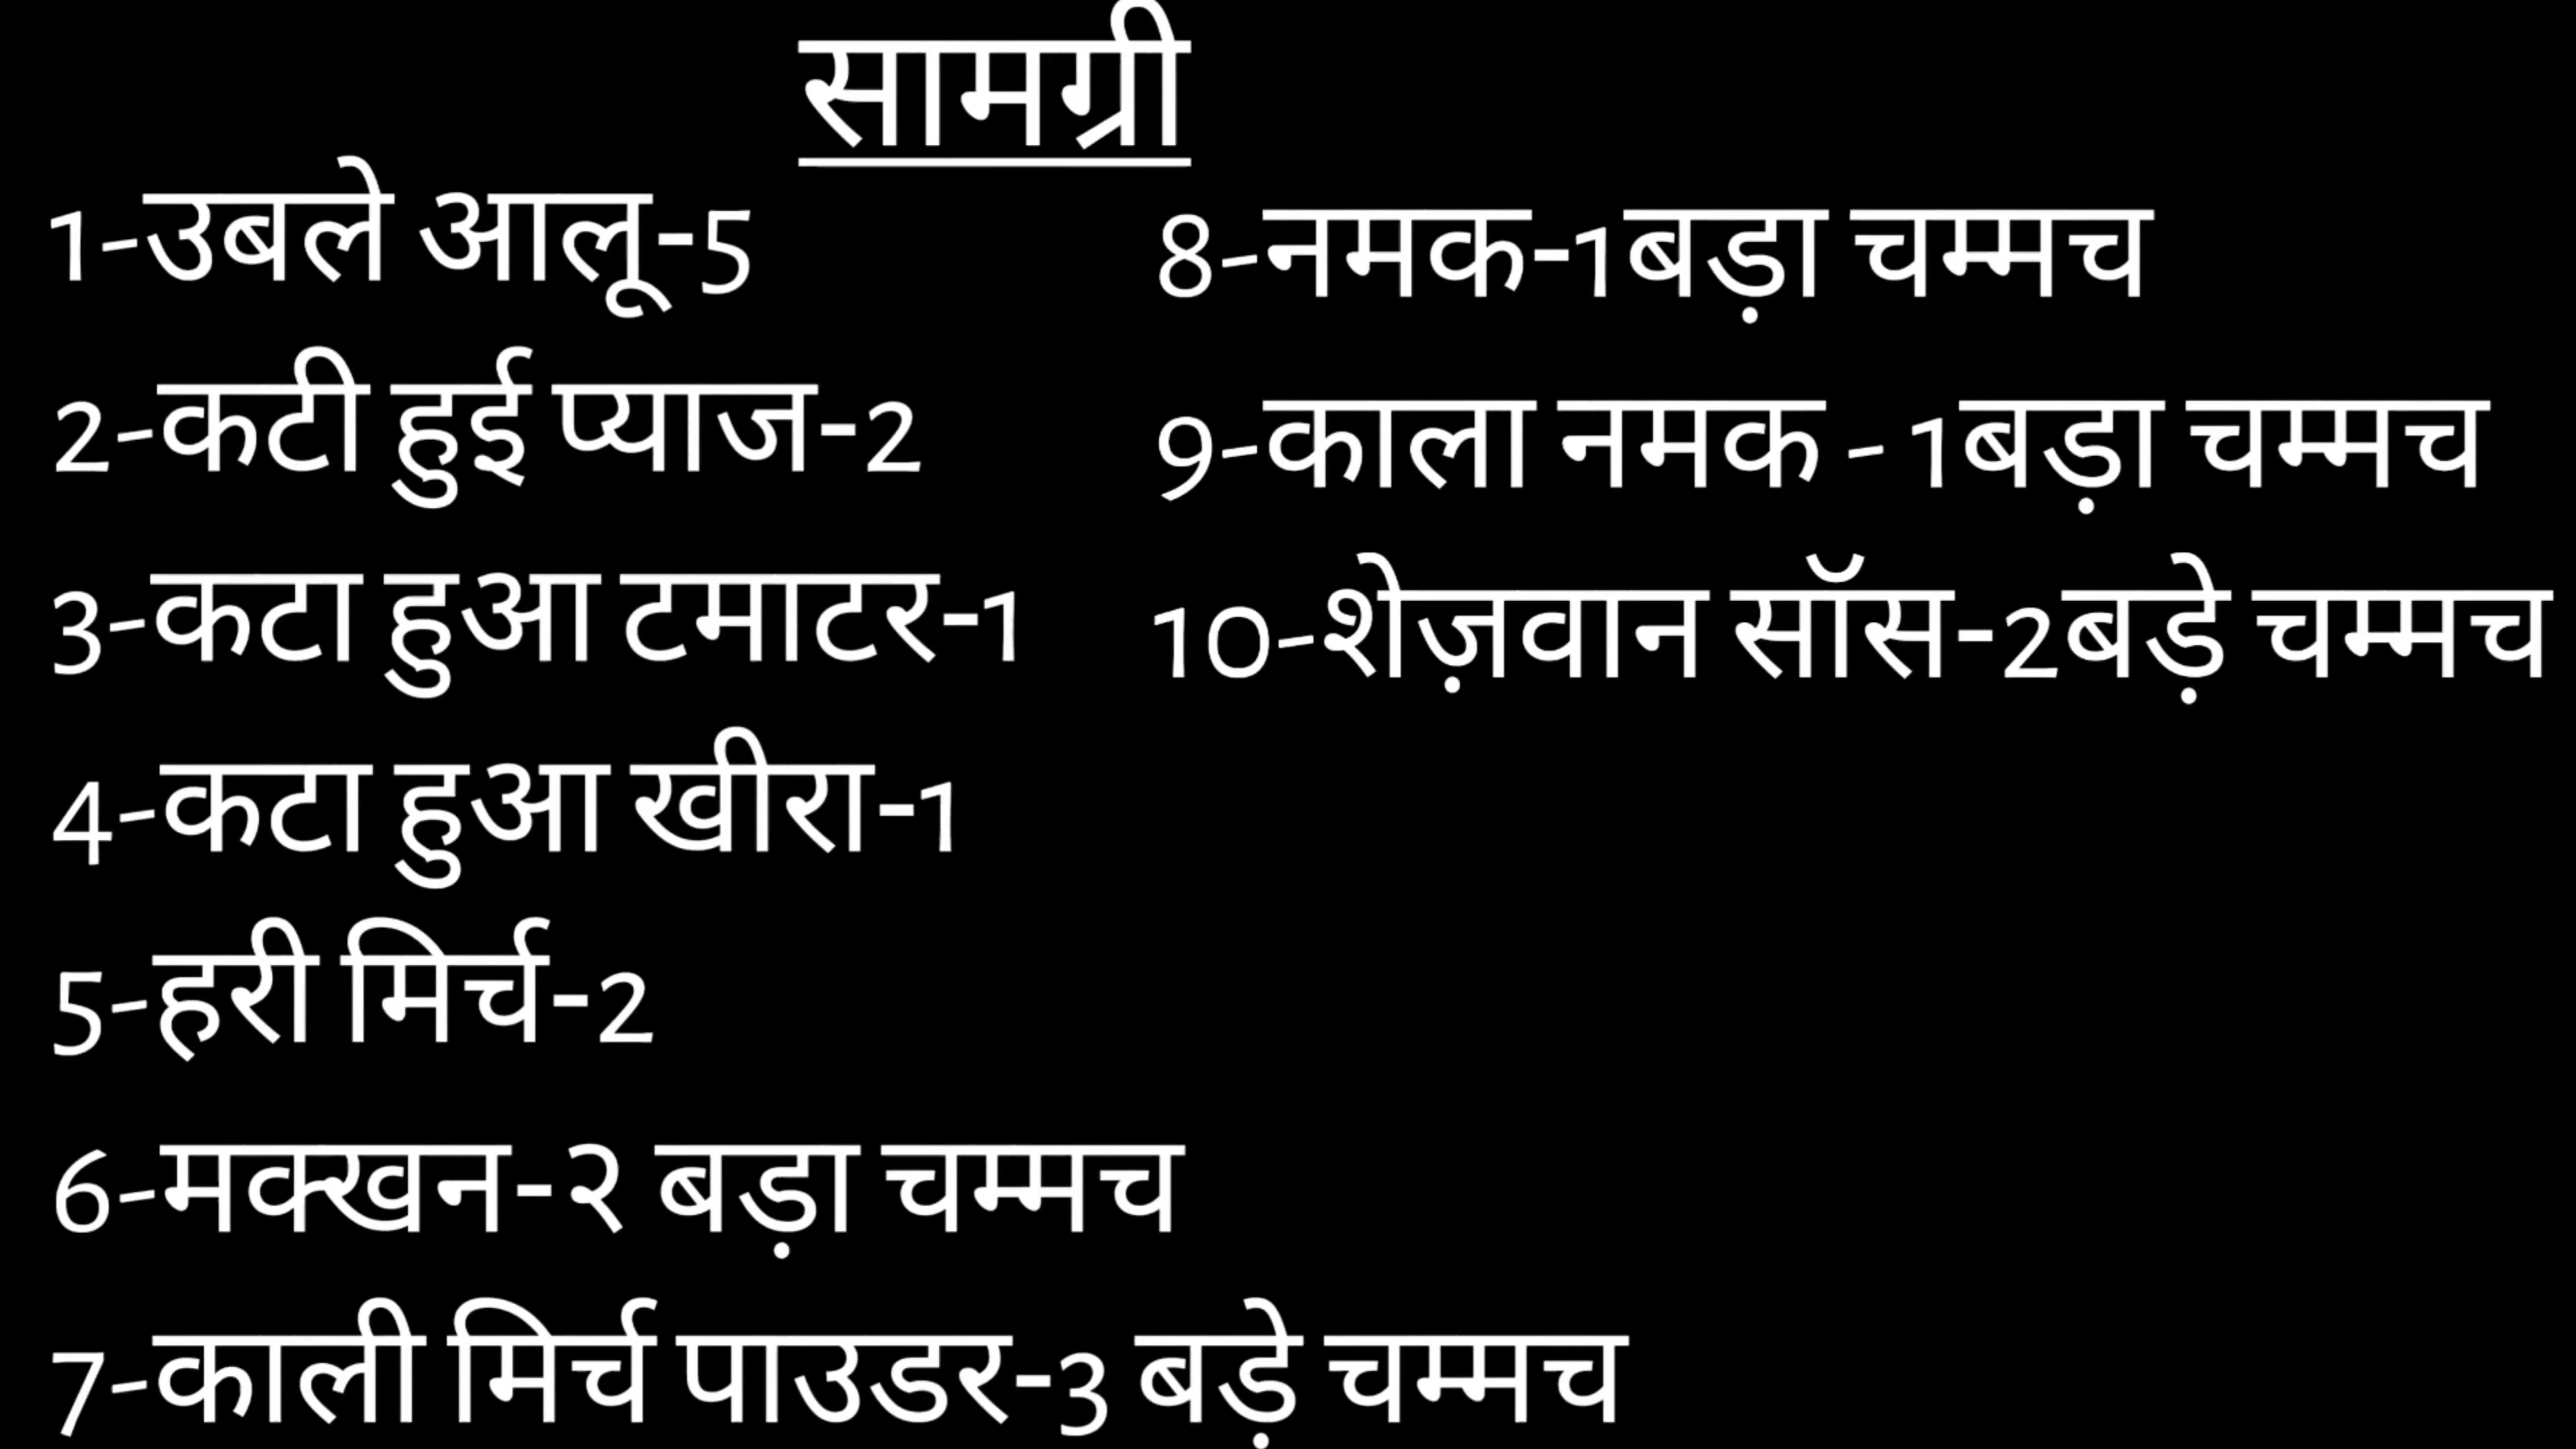 सामग्री
1-उबले आलू-5
2-कटी हुई प्याज-2
3-कटा हुआ टमाटर-1
4-कटा हुआ खीरा-1
5-हरी मिर्च-2
6-मक्खन-२ बड़ा चम्मच
7-काली मिर्च पाउडर-3 बड़े चम्मच
8-नमक-1बड़ा चम्मच
9-काला नमक - 1बड़ा चम्मच
10-शेज़वान सॉस-2बड़े चम्मच